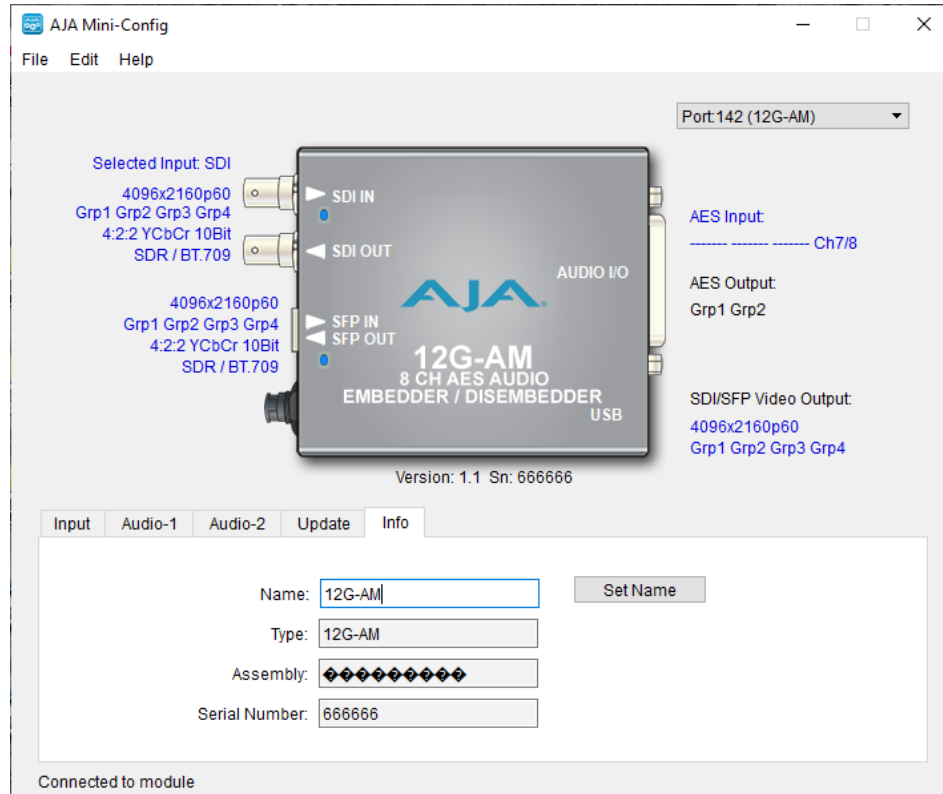 AJA Mini-Config
File Edit Help
Port:142 (12G-AM)
Selected Input: SDI
4096x2160p60
Grp1 Grp2 Grp3 Grp4
4:2:2 YCbCr 10Bit
SDR / BT.709
4096x2160p60
Grp1 Grp2 Grp3 Grp4
4:2:2 YCbCr 10Bit
SDR / BT.709
SDI IN
SDI OUT
AUDIO I/O
AJA
SFP IN
SFP OUT
12G-AM
8 CH AES AUDIO
EMBEDDER / DISEMBEDDER
USB
AES Input:
------- ------- ------- Ch7/8
AES Output:
Grp1 Grp2
SDI/SFP Video Output:
4096x2160p60
Grp1 Grp2 Grp3 Grp4
Version: 1.1 Sn: 666666
Input Audio-1 Audio-2 Update Info
Name: 12G-AM Set Name
Type: 12G-AM
Assembly: ���������
Serial Number: 666666
Connected to module